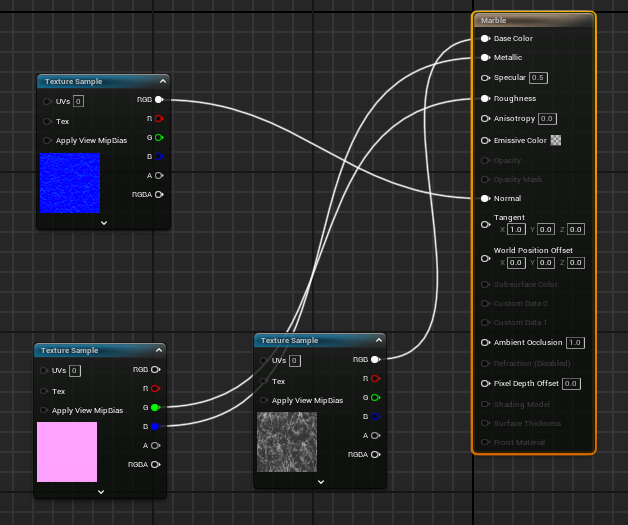 Marble
Base Color
Metallic
Specular 0.5
Roughness
Anisotropy 0.0
Emissive Color
Opacity
Opacity Mask
Normal
Tangent
X 1.0 Y 0.0 Z 0.0
World Position Offset
X 0.0 Y 0.0 Z 0.0
Subsurface Color
Custom Data 0
Custom Data 1
Ambient Occlusion 1.0
Refraction (Disabled)
Pixel Depth Offset 0.0
Shading Model
Surface Thickness
Front Material
Texture Sample
UVs 0 RGB
Tex R
Apply View MipBias G
B
A
RGBA
Texture Sample
UVs 0 RGB
Tex R
Apply View MipBias G
B
A
RGBA
Texture Sample
UVs 0 RGB
Tex R
Apply View MipBias G
B
A
RGBA